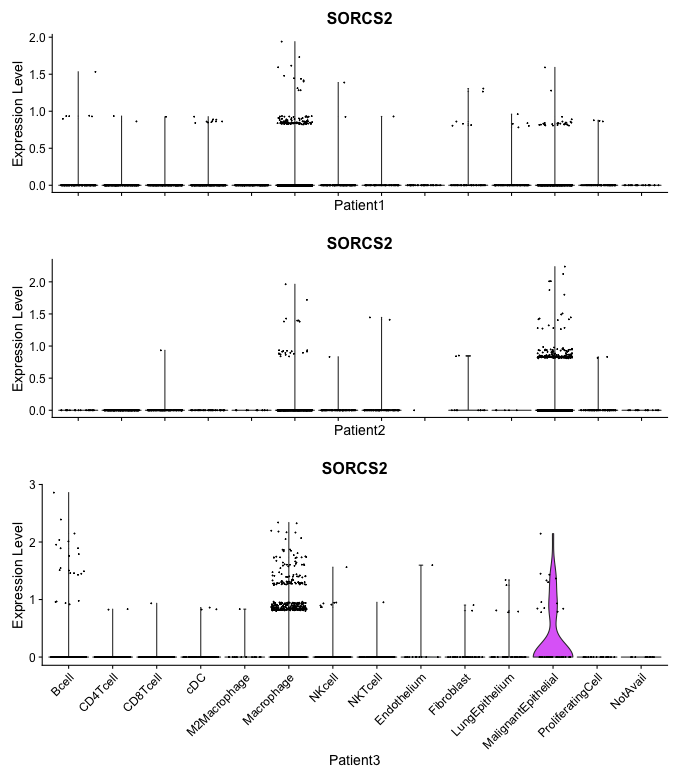 SORCS2
Expression Level
2.0
1.5
1.0
0.5
0.0
Patient1
SORCS2
Expression Level
2.0
1.5
1.0
0.5
0.0
Patient2
SORCS2
Expression Level
3
2
1
0
Bcell
CD4Tcell
CD8Tcell
cDC
M2Macrophage
Macrophage
NKcell
NKTcell
Endothelium
Fibroblast
LungEpithelium
MalignantEpithelial
ProliferatingCell
NotAvail
Patient3